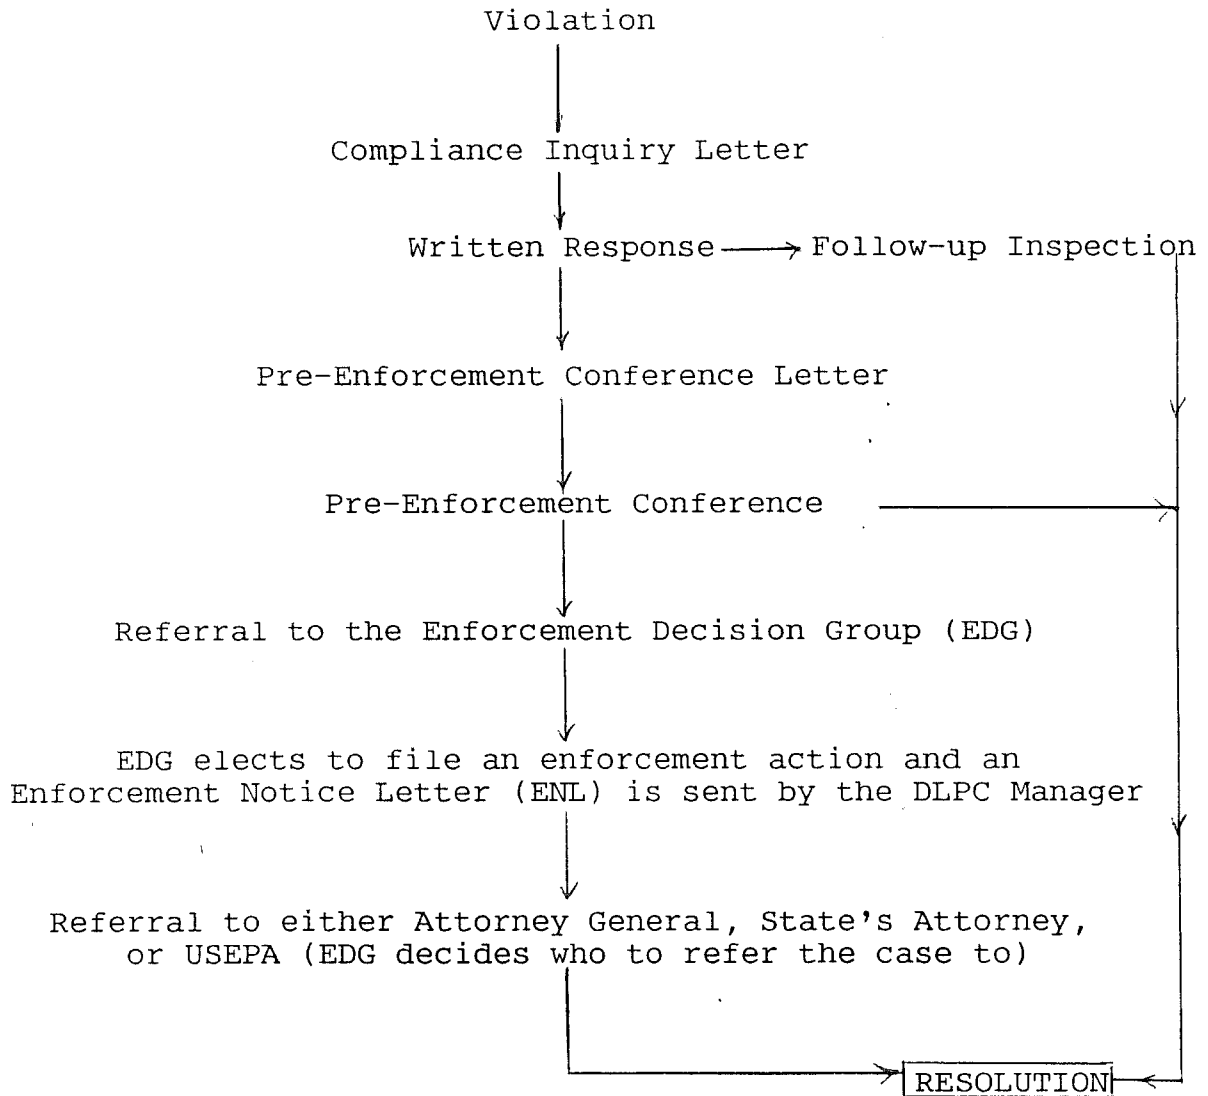 Violation
Compliance Inquiry Letter
Written Response
Follow-up Inspection
Pre-Enforcement Conference Letter
Pre-Enforcement Conference
Referral to the Enforcement Decision Group (EDG)
EDG elects to file an enforcement action and an
Enforcement Notice Letter (ENL) is sent by the DLPC Manager
Referral to either Attorney General, State's Attorney,
or USEPA (EDG decides who to refer the case to)
RESOLUTION